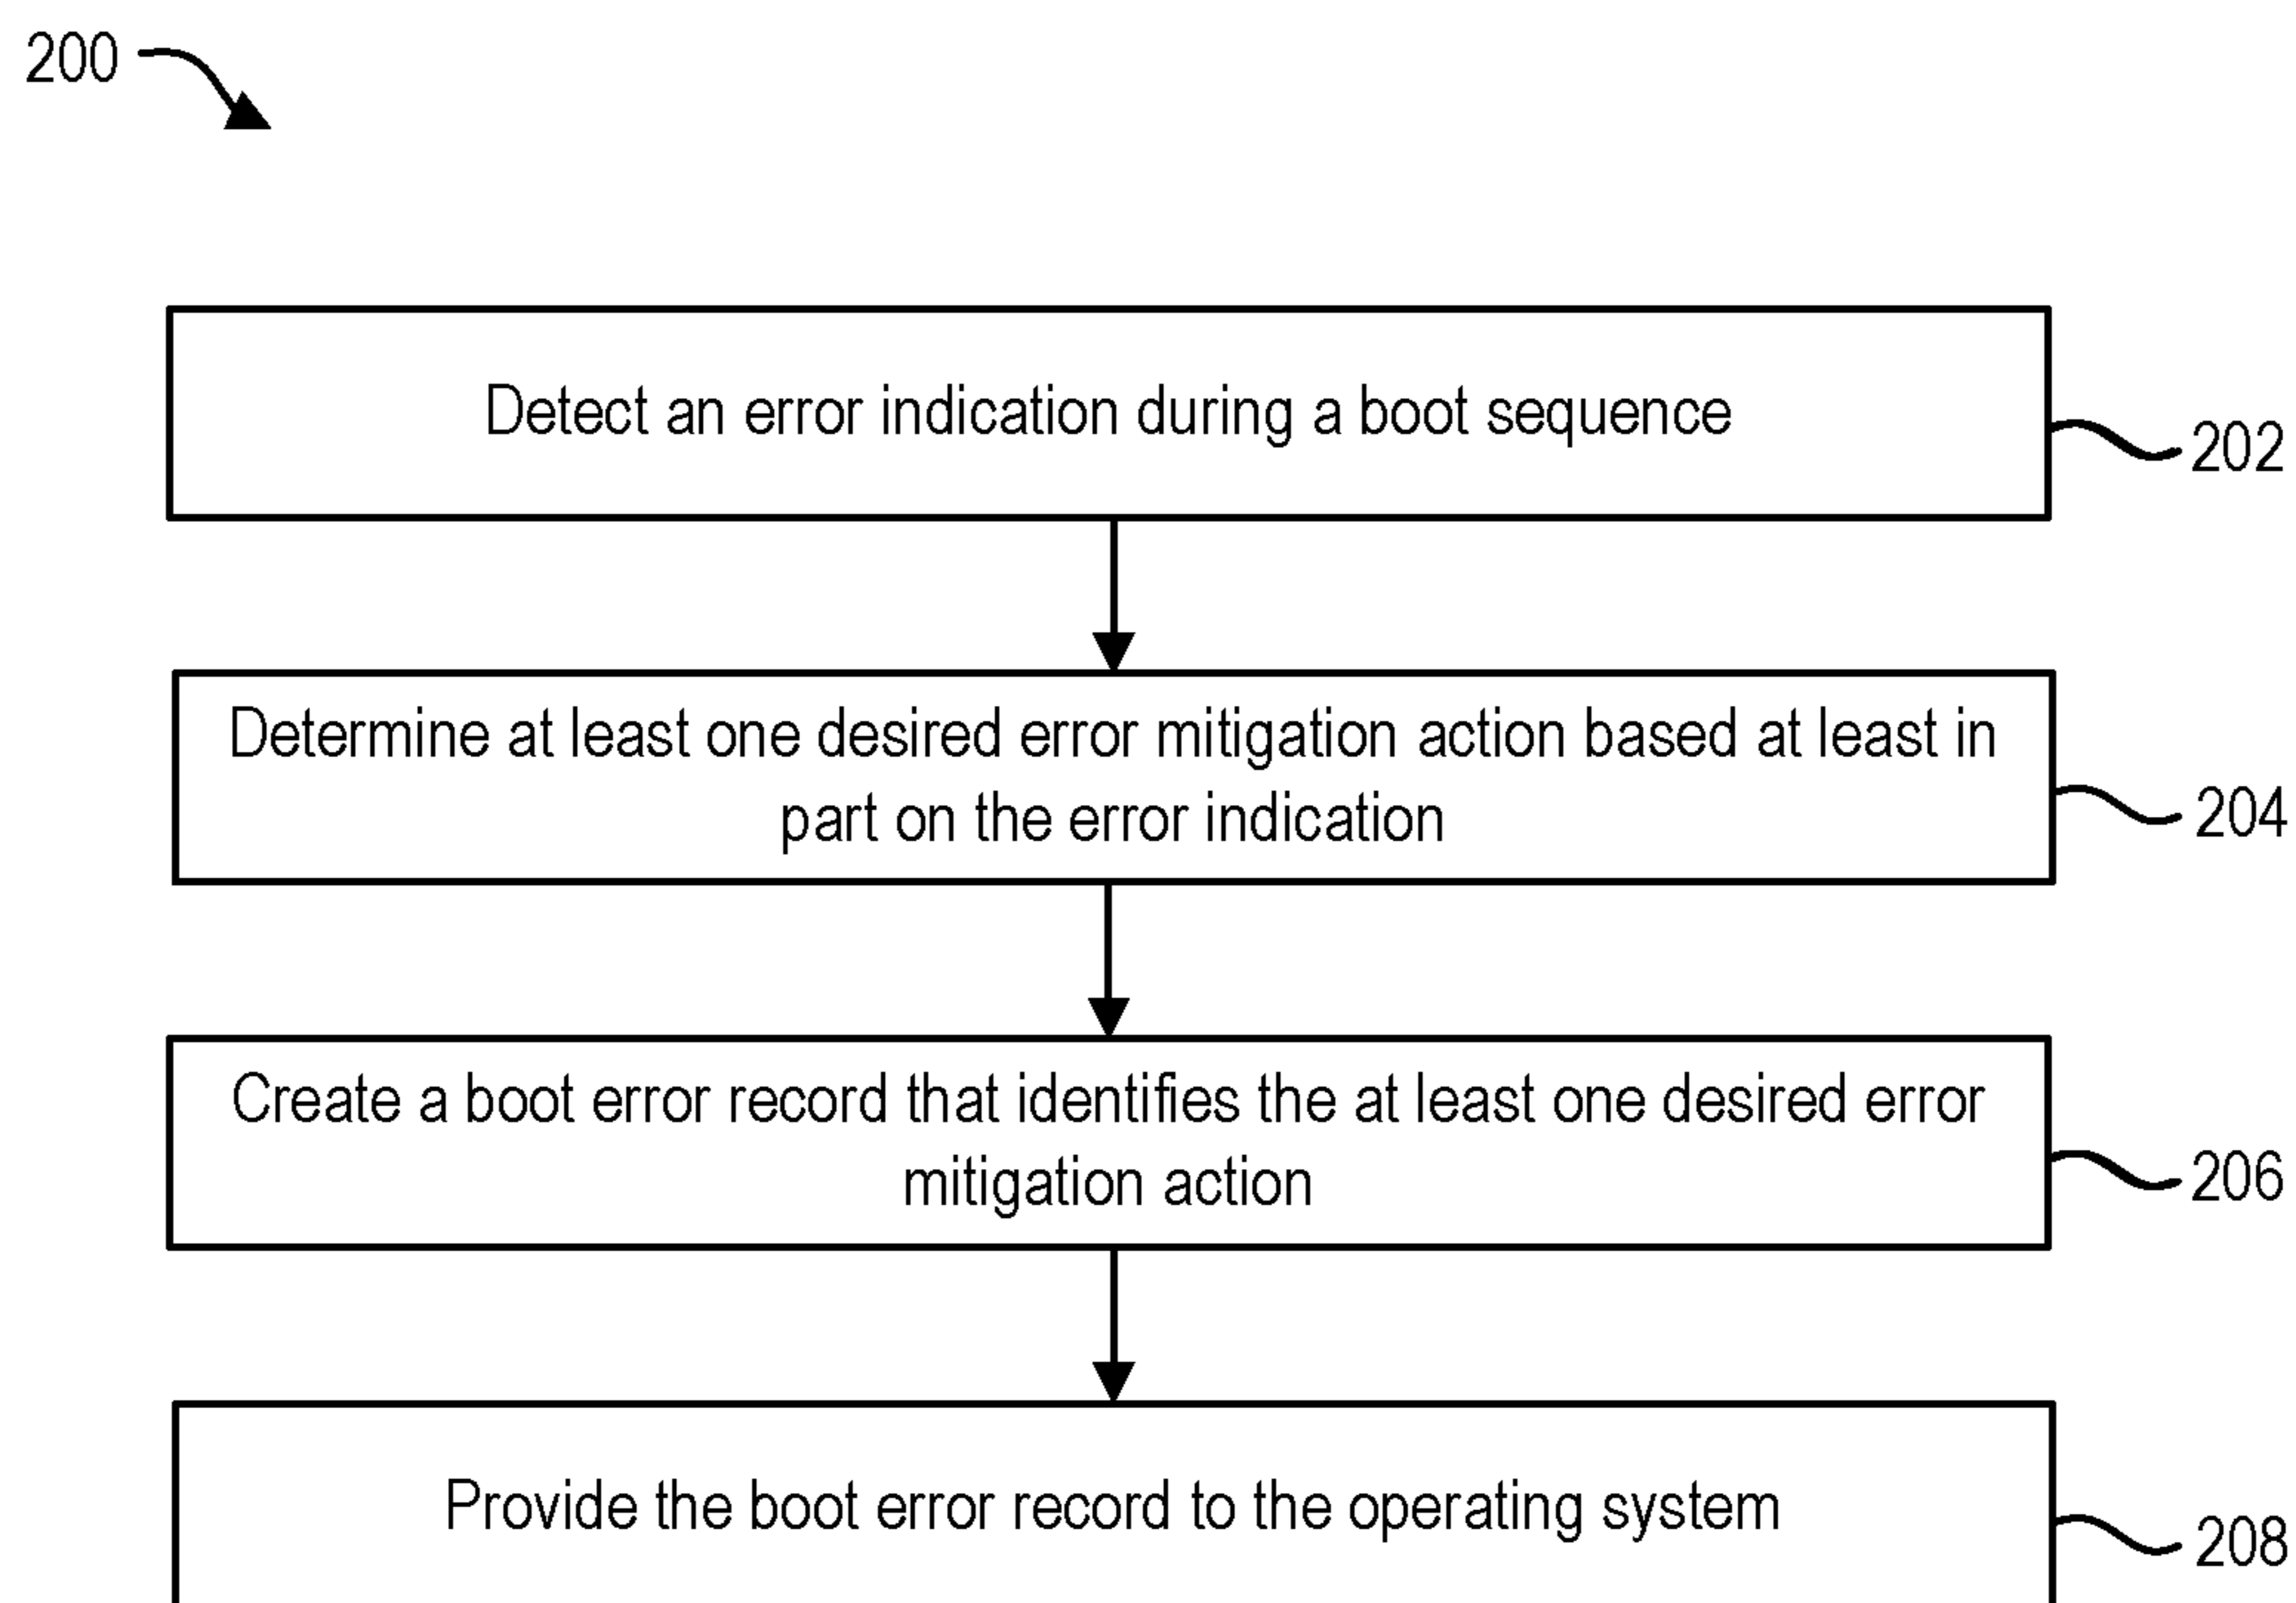 200
Detect an error indication during a boot sequence
202
Determine at least one desired error mitigation action based at least in
part on the error indication
204
Create a boot error record that identifies the at least one desired error
mitigation action
206
Provide the boot error record to the operating system
208